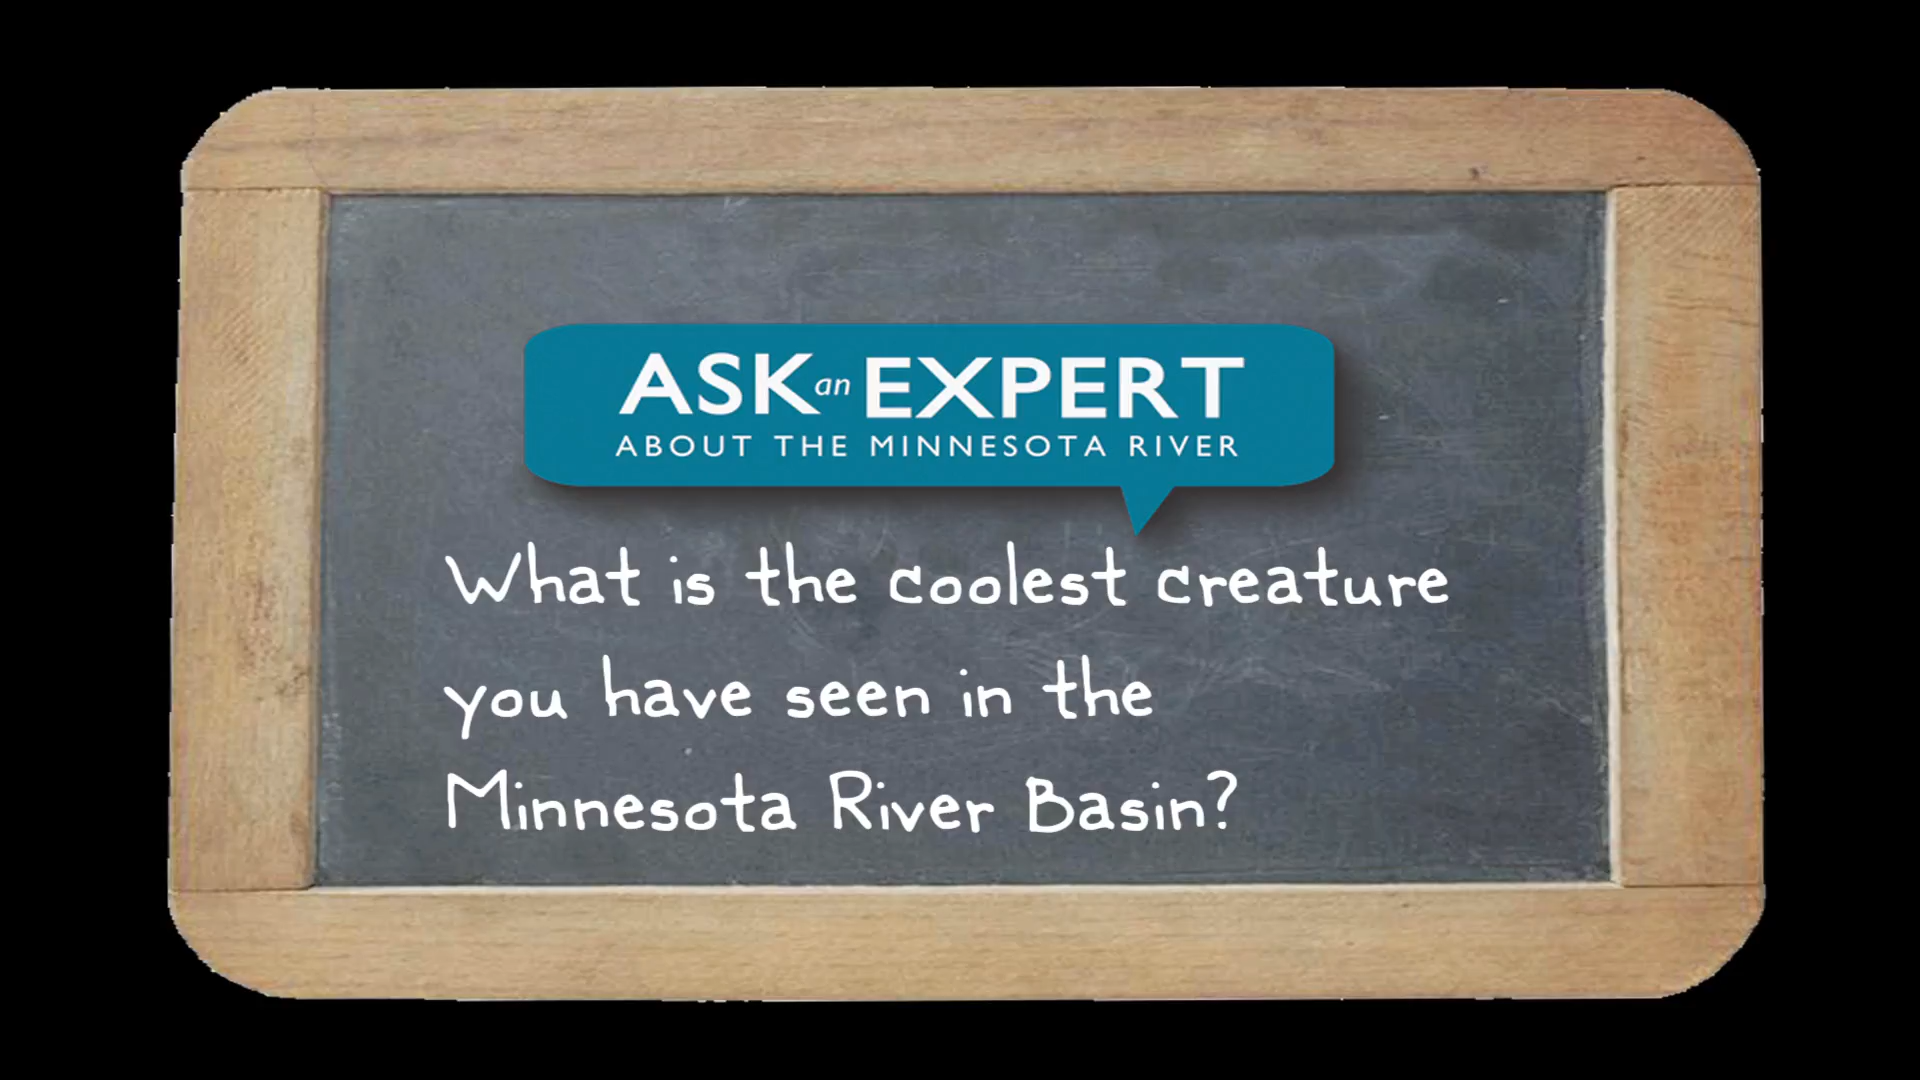 ASK an EXPERT
ABOUT THE MINNESOTA RIVER
What is the coolest creature
you have seen in the
Minnesota River Basin?